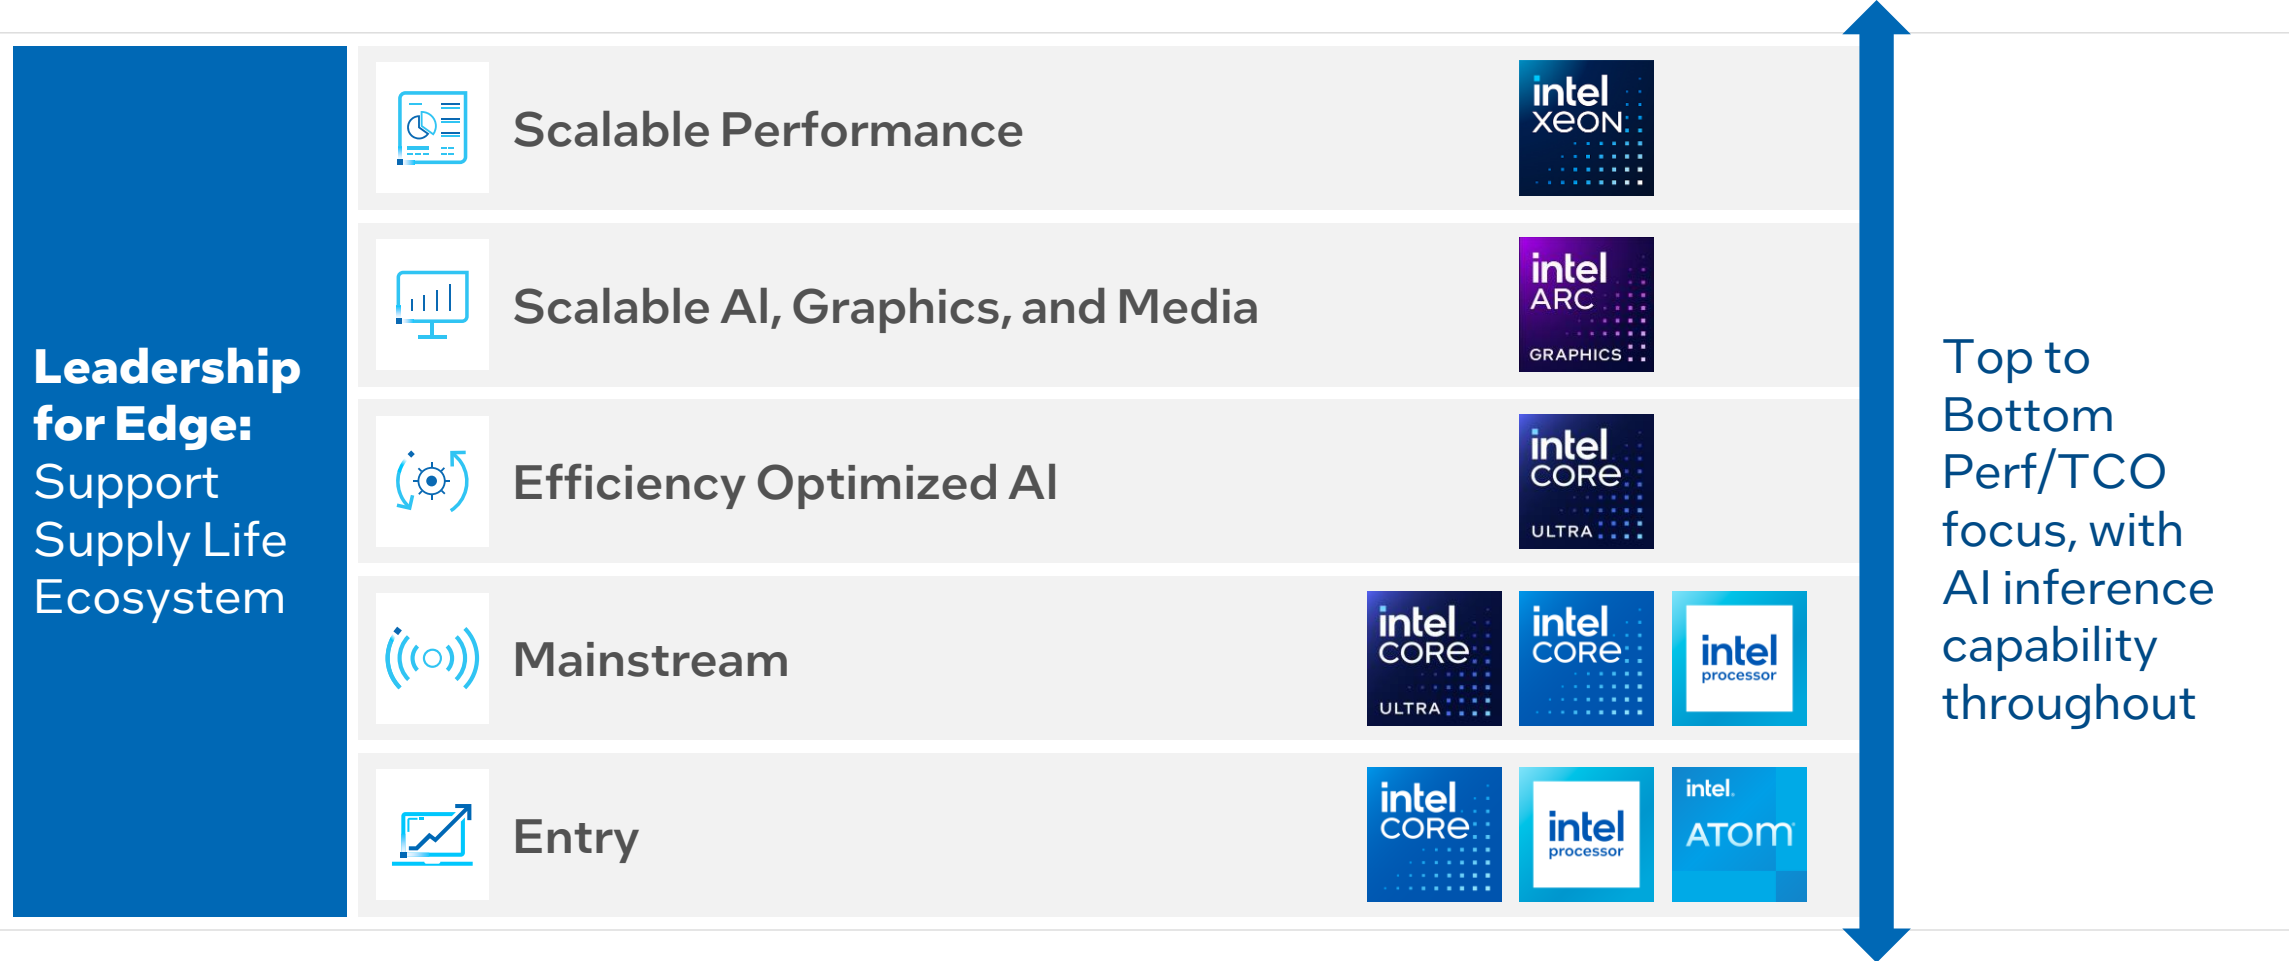 Leadership
for Edge:
Support
Supply Life
Ecosystem
Scalable Performance
intel
xeon
Scalable AI, Graphics, and Media
intel
ARC
GRAPHICS
Efficiency Optimized AI
intel
CORe
ULTRA
Mainstream
intel
CORe
ULTRA
intel
CORe
intel
processor
Entry
intel
CORe
intel
processor
intel.
ATOM
Top to
Bottom
Perf/TCO
focus, with
AI inference
capability
throughout